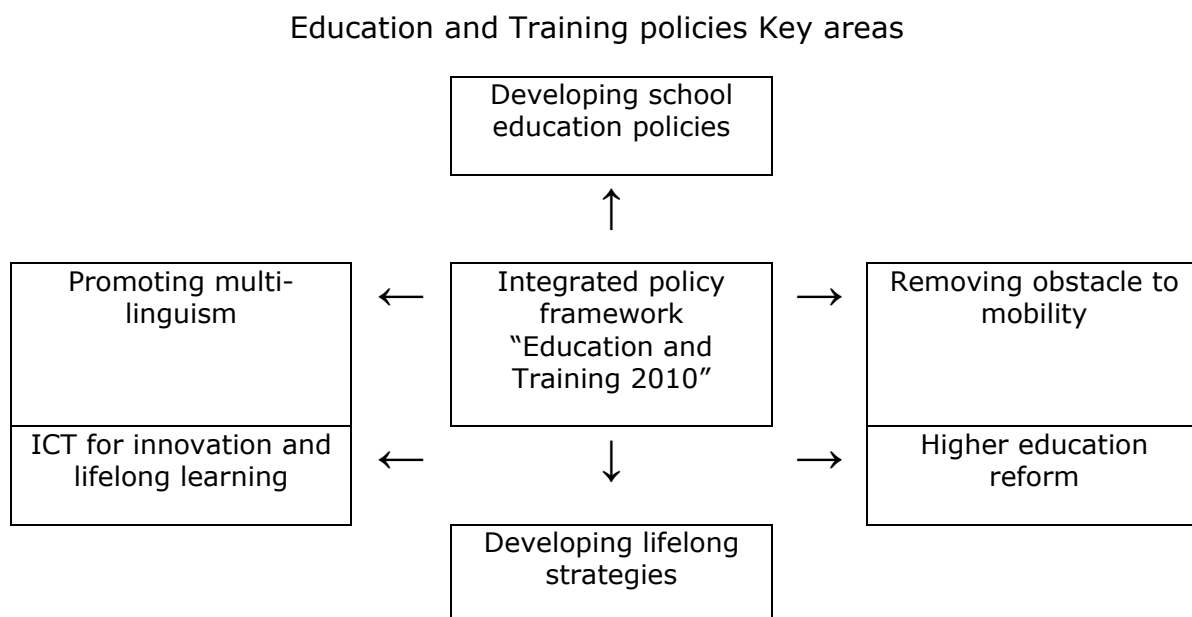 Education and Training policies Key areas
Developing school
education policies
↑
Promoting multi-
linguism
←
Integrated policy
framework
“Education and
Training 2010”
→
Removing obstacle to
mobility
ICT for innovation and
lifelong learning
←
↓
→
Higher education
reform
Developing lifelong
strategies